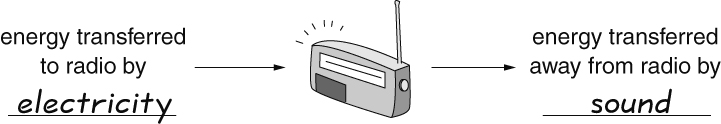 energy transferred
to radio by
electricity
energy transferred
away from radio by
sound